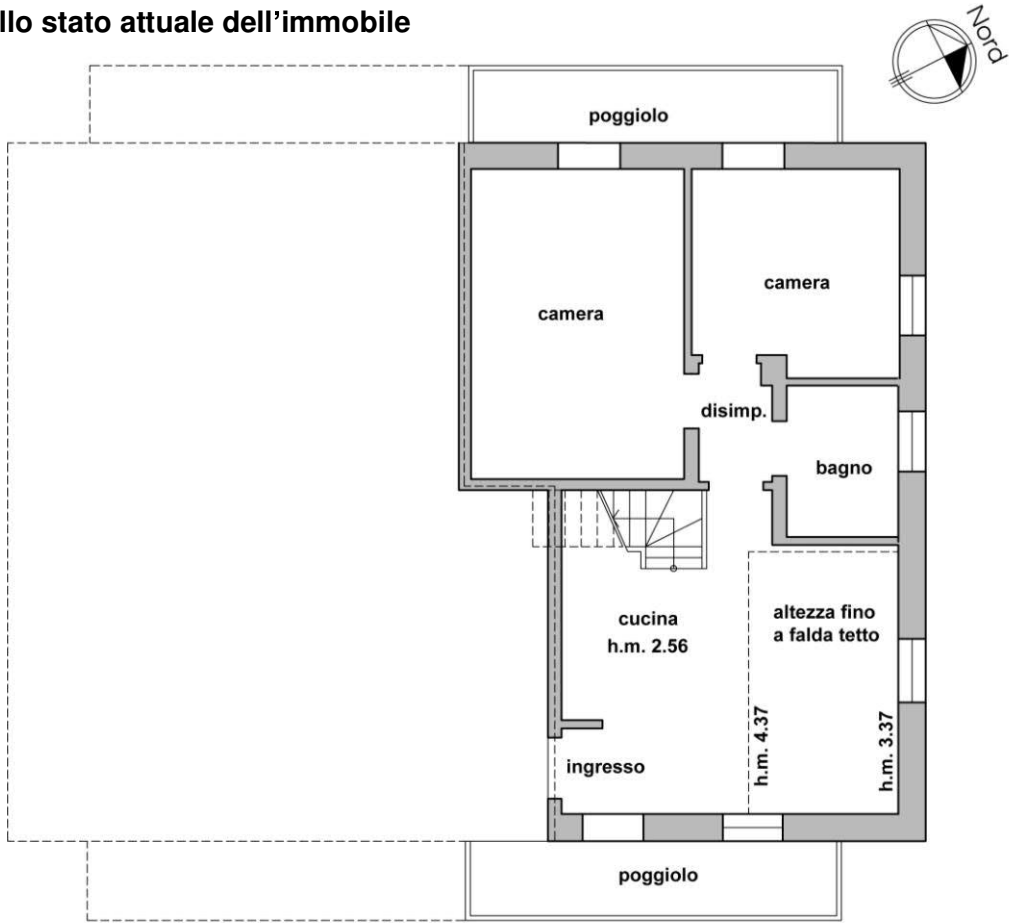 llo stato attuale dell’immobile
Nord
poggiolo
camera
camera
disimp.
bagno
cucina
h.m. 2.56
altezza fino
a falda tetto
h.m. 4.37
h.m. 3.37
ingresso
poggiolo